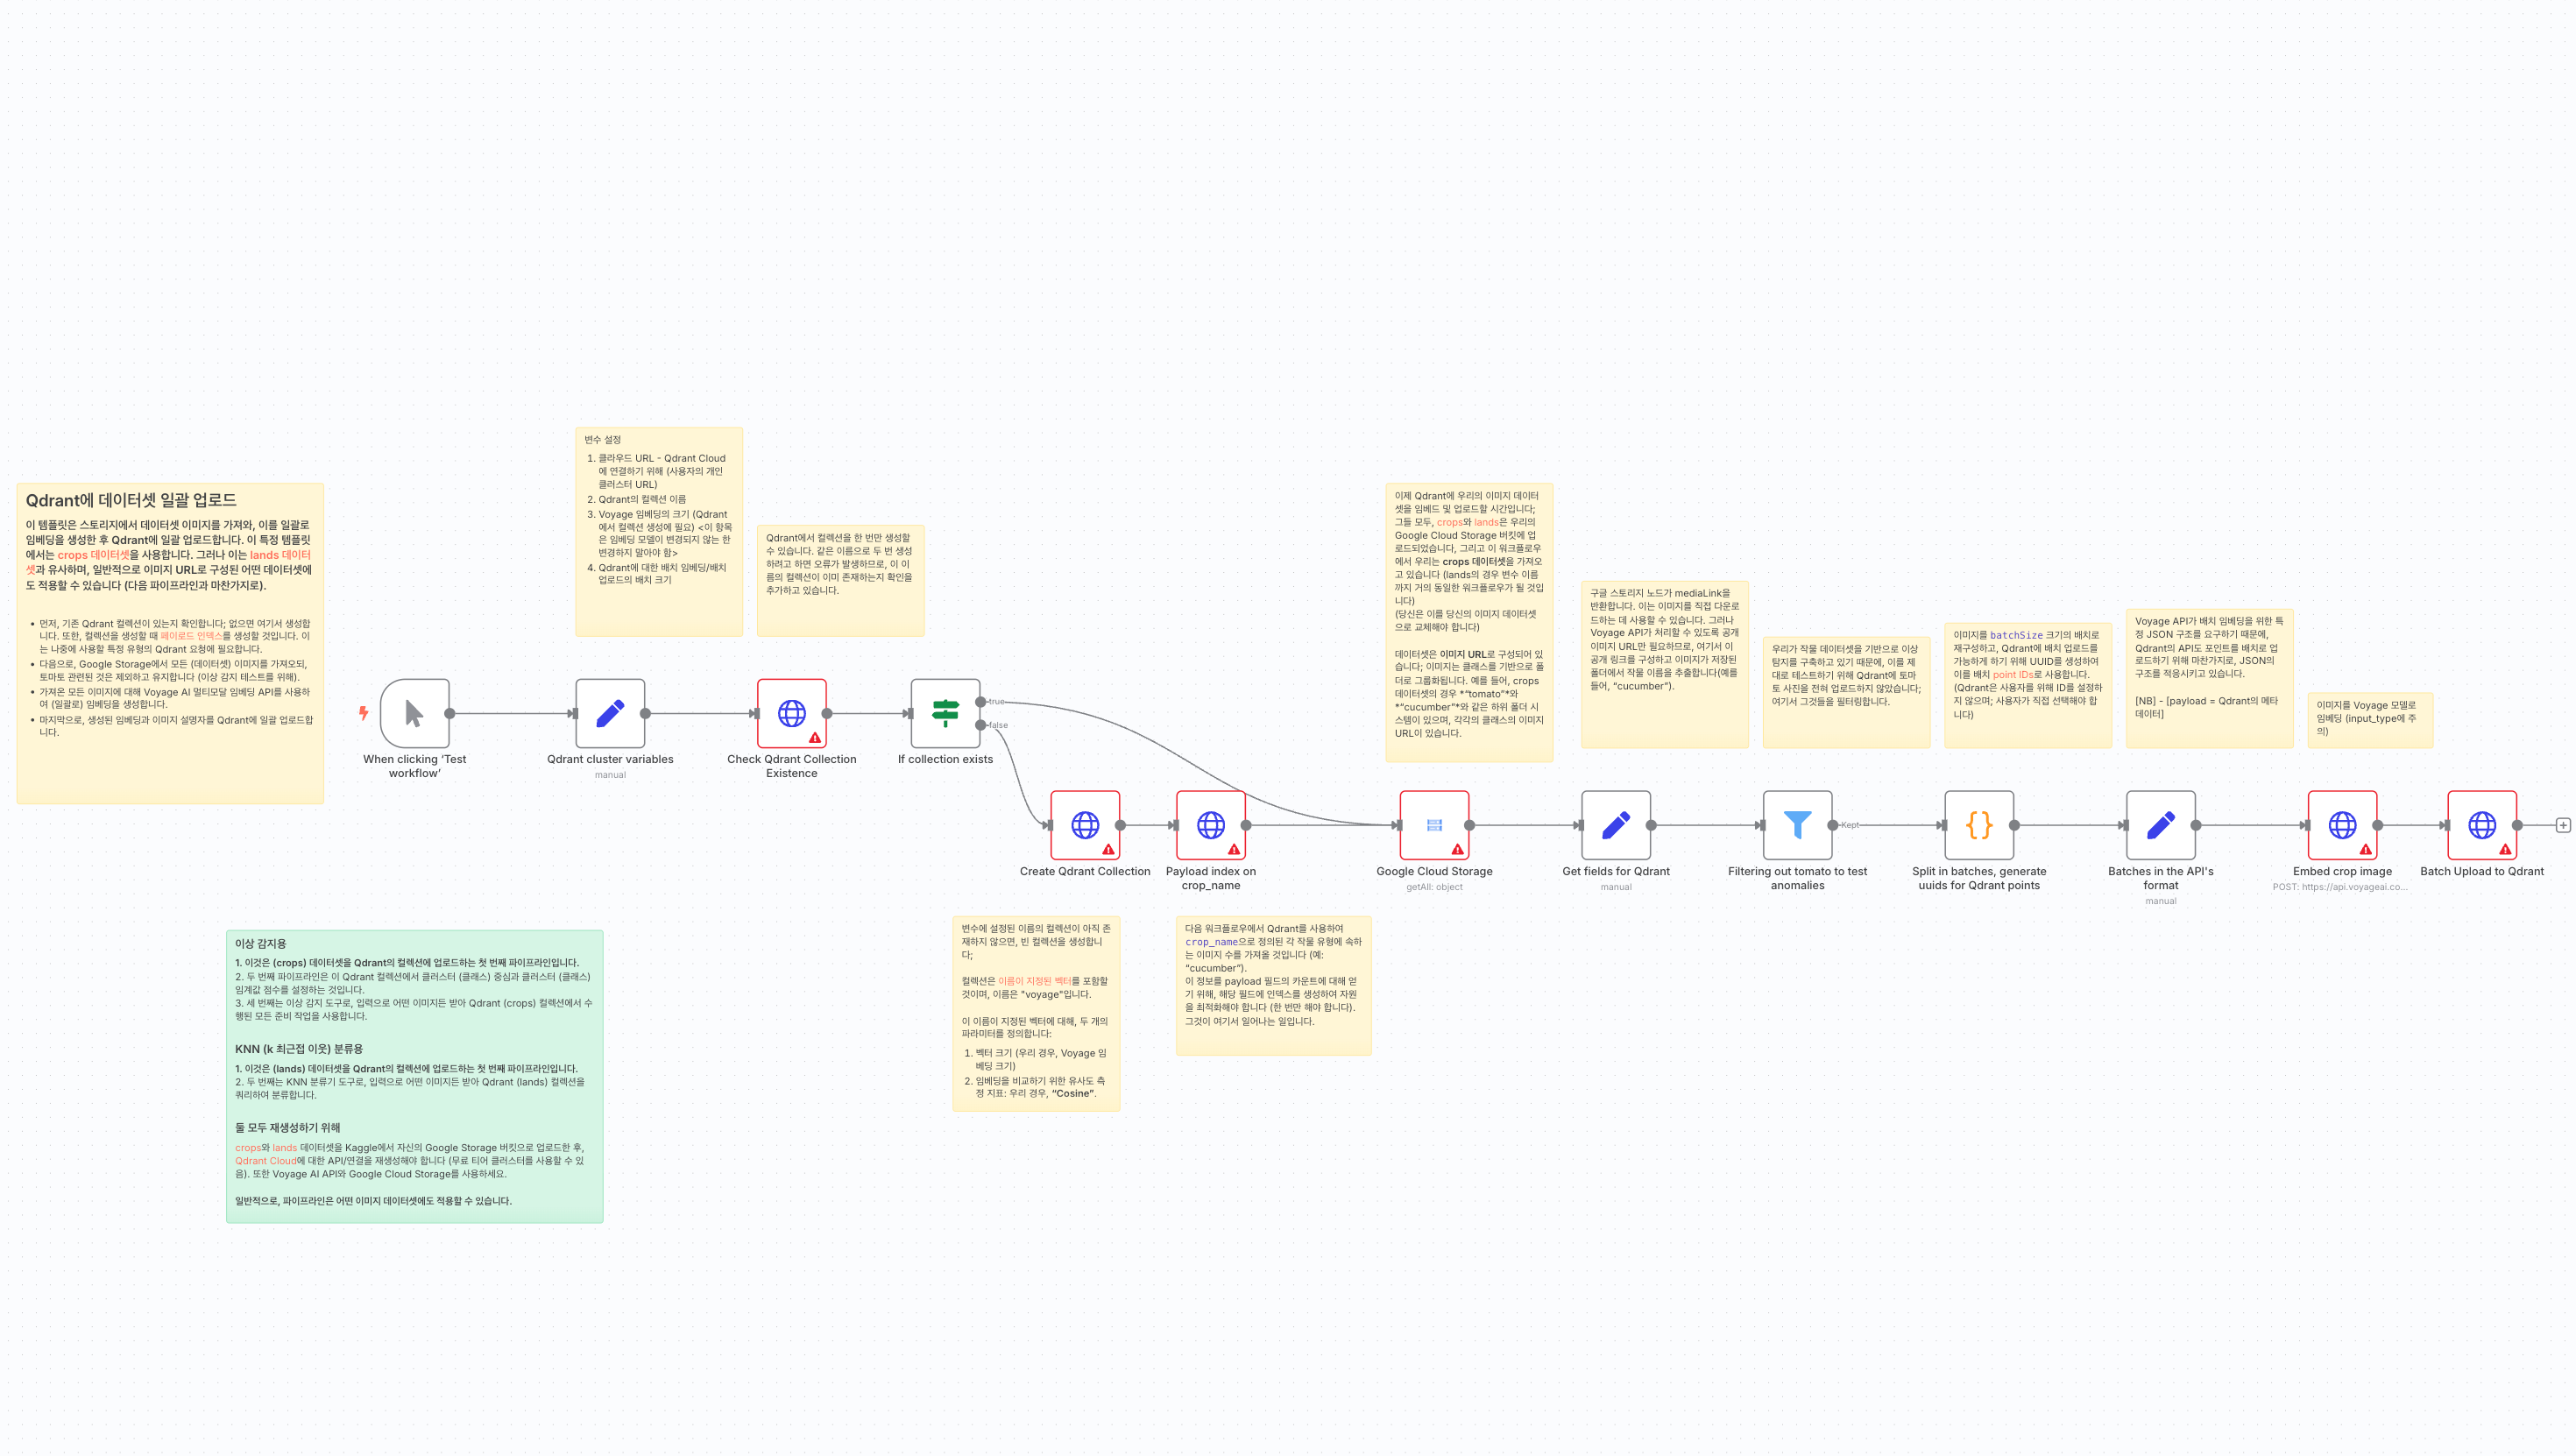 Qdrant에 데이터셋 일괄 업로드
이 템플릿은 스토리지에서 데이터셋 이미지를 가져와, 이를 일괄로
임베딩을 생성한 후 Qdrant에 일괄 업로드합니다. 이 특정 템플릿
에서는 crops 데이터셋을 사용합니다. 그러나 이는 lands 데이터
셋과 유사하며, 일반적으로 이미지 URL로 구성된 어떤 데이터셋에
도 적용할 수 있습니다 (다음 파이프라인과 마찬가지로).
• 먼저, 기존 Qdrant 컬렉션이 있는지 확인합니다; 없으면 여기서 생성합
니다. 또한, 컬렉션을 생성할 때 페이로드 인덱스를 생성할 것입니다. 이
는 나중에 사용할 특정 유형의 Qdrant 요청에 필요합니다.
• 다음으로, Google Storage에서 모든 (데이터셋) 이미지를 가져오되,
토마토 관련된 것은 제외하고 유지합니다 (이상 감지 테스트를 위해).
• 가져온 모든 이미지에 대해 Voyage AI 멀티모달 임베딩 API를 사용하
여 (일괄로) 임베딩을 생성합니다.
• 마지막으로, 생성된 임베딩과 이미지 설명자를 Qdrant에 일괄 업로드합
니다.
변수 설정
1. 클라우드 URL - Qdrant Cloud
에 연결하기 위해 (사용자의 개인
클러스터 URL)
2. Qdrant의 컬렉션 이름
3. Voyage 임베딩의 크기 (Qdrant
에서 컬렉션 생성에 필요) <이 항목
은 임베딩 모델이 변경되지 않는 한
변경하지 말아야 함>
4. Qdrant에 대한 배치 임베딩/배치
업로드의 배치 크기
Qdrant에서 컬렉션을 한 번만 생성할
수 있습니다. 같은 이름으로 두 번 생성
하려고 하면 오류가 발생하므로, 이 이
름의 컬렉션이 이미 존재하는지 확인을
추가하고 있습니다.
이제 Qdrant에 우리의 이미지 데이터
셋을 임베드 및 업로드할 시간입니다;
그들 모두, crops와 lands은 우리의
Google Cloud Storage 버킷에 업
로드되었습니다, 그리고 이 워크플로우
에서 우리는 crops 데이터셋을 가져오
고 있습니다 (lands의 경우 변수 이름
까지 거의 동일한 워크플로우가 될 것입
니다)
(당신은 이를 당신의 이미지 데이터셋
으로 교체해야 합니다)
데이터셋은 이미지 URL로 구성되어 있
습니다; 이미지는 클래스를 기반으로 폴
더로 그룹화됩니다. 예를 들어, crops
데이터셋의 경우 *“tomato”*와
*“cucumber”*와 같은 하위 폴더 시
스템이 있으며, 각각의 클래스의 이미지
URL이 있습니다.
구글 스토리지 노드가 mediaLink을
반환합니다. 이는 이미지를 직접 다운로
드하는 데 사용할 수 있습니다. 그러나
Voyage API가 처리할 수 있도록 공개
이미지 URL만 필요하므로, 여기서 이
공개 링크를 구성하고 이미지가 저장된
폴더에서 작물 이름을 추출합니다(예를
들어, “cucumber”).
우리가 작물 데이터셋을 기반으로 이상
탐지를 구축하고 있기 때문에, 이를 제
대로 테스트하기 위해 Qdrant에 토마
토 사진을 전혀 업로드하지 않았습니다;
여기서 그것들을 필터링합니다.
이미지를 batchSize 크기의 배치로
재구성하고, Qdrant에 배치 업로드를
가능하게 하기 위해 UUID를 생성하여
이를 배치 point IDs로 사용합니다.
(Qdrant은 사용자를 위해 ID를 설정하
지 않으며; 사용자가 직접 선택해야 합
니다)
Voyage API가 배치 임베딩을 위한 특
정 JSON 구조를 요구하기 때문에,
Qdrant의 API도 포인트를 배치로 업
로드하기 위해 마찬가지로, JSON의
구조를 적응시키고 있습니다.
[NB] - [payload = Qdrant의 메타
데이터]
이미지를 Voyage 모델로
임베딩 (input_type에 주
의)
When clicking ‘Test
workflow’
Qdrant cluster variables
manual
Check Qdrant Collection
Existence
If collection exists
true
false
Create Qdrant Collection
Payload index on
crop_name
Google Cloud Storage
getAll: object
Get fields for Qdrant
manual
Filtering out tomato to test
anomalies
Kept
Split in batches, generate
uuids for Qdrant points
Batches in the API's
format
manual
Embed crop image
POST: https://api.voyageai.co...
Batch Upload to Qdrant
이상 감지용
1. 이것은 (crops) 데이터셋을 Qdrant의 컬렉션에 업로드하는 첫 번째 파이프라인입니다.
2. 두 번째 파이프라인은 이 Qdrant 컬렉션에서 클러스터 (클래스) 중심과 클러스터 (클래스)
임계값 점수를 설정하는 것입니다.
3. 세 번째는 이상 감지 도구로, 입력으로 어떤 이미지든 받아 Qdrant (crops) 컬렉션에서 수
행된 모든 준비 작업을 사용합니다.
KNN (k 최근접 이웃) 분류용
1. 이것은 (lands) 데이터셋을 Qdrant의 컬렉션에 업로드하는 첫 번째 파이프라인입니다.
2. 두 번째는 KNN 분류기 도구로, 입력으로 어떤 이미지든 받아 Qdrant (lands) 컬렉션을
쿼리하여 분류합니다.
둘 모두 재생성하기 위해
crops와 lands 데이터셋을 Kaggle에서 자신의 Google Storage 버킷으로 업로드한 후,
Qdrant Cloud에 대한 API/연결을 재생성해야 합니다 (무료 티어 클러스터를 사용할 수 있
음). 또한 Voyage AI API와 Google Cloud Storage를 사용하세요.
일반적으로, 파이프라인은 어떤 이미지 데이터셋에도 적용할 수 있습니다.
변수에 설정된 이름의 컬렉션이 아직 존
재하지 않으면, 빈 컬렉션을 생성합니
다;
컬렉션은 이름이 지정된 벡터를 포함할
것이며, 이름은 "voyage"입니다.
이 이름이 지정된 벡터에 대해, 두 개의
파라미터를 정의합니다:
1. 벡터 크기 (우리 경우, Voyage 임
베딩 크기)
2. 임베딩을 비교하기 위한 유사도 측
정 지표: 우리 경우, “Cosine”.
다음 워크플로우에서 Qdrant를 사용하여
crop_name으로 정의된 각 작물 유형에 속하
는 이미지 수를 가져올 것입니다 (예:
“cucumber”).
이 정보를 payload 필드의 카운트에 대해 얻
기 위해, 해당 필드에 인덱스를 생성하여 자원
을 최적화해야 합니다 (한 번만 해야 합니다).
그것이 여기서 일어나는 일입니다.